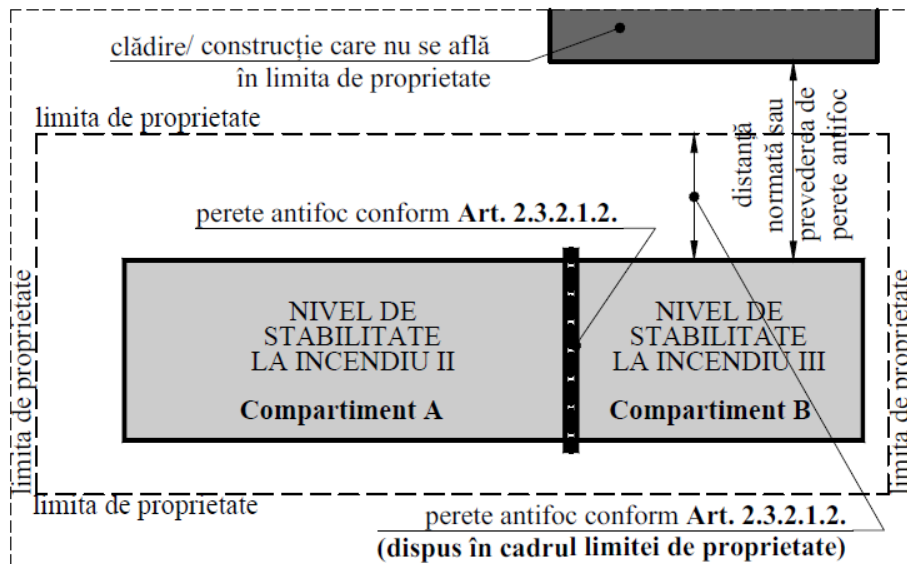 clădire/ construcție care nu se află
în limita de proprietate
limita de proprietate
distanță
normată sau
prevederea de
perete antifoc
perete antifoc conform Art. 2.3.2.1.2.
limita de proprietate
NIVEL DE
STABILITATE
LA INCENDIU II
Compartiment A
NIVEL DE
STABILITATE
LA INCENDIU III
Compartiment B
limita de proprietate
limita de proprietate
perete antifoc conform Art. 2.3.2.1.2.
(dispus în cadrul limitei de proprietate)